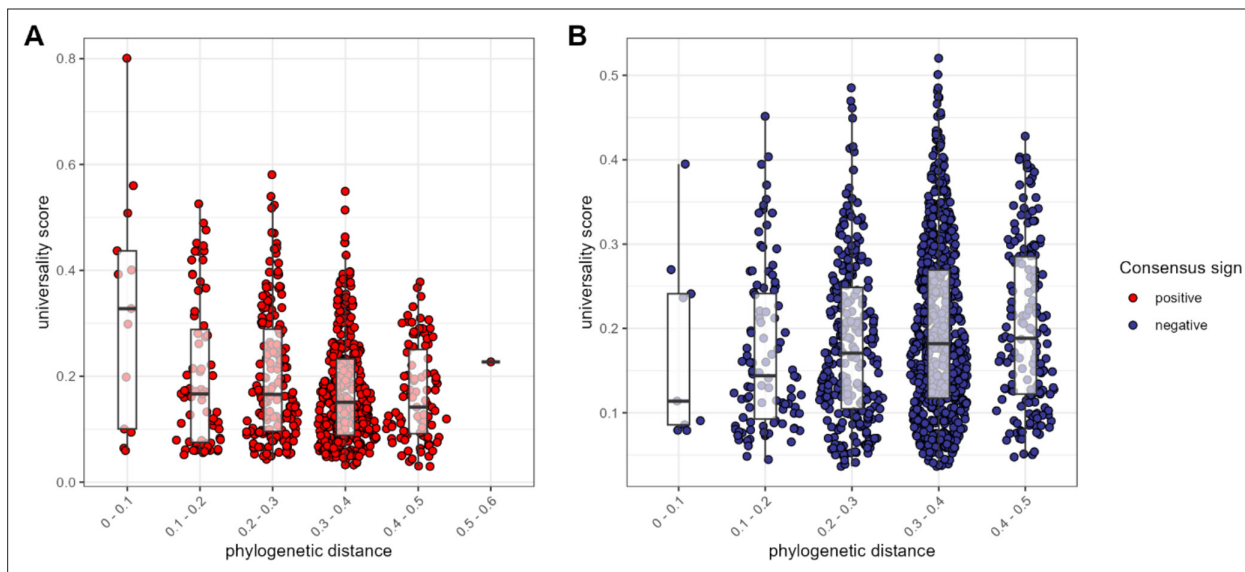 A
B
universality score
0.8
0.6
0.4
0.2
0.0
0 - 0.1
0.1 - 0.2
0.2 - 0.3
0.3 - 0.4
0.4 - 0.5
0.5 - 0.6
phylogenetic distance
universality score
0.5
0.4
0.3
0.2
0.1
0 - 0.1
0.1 - 0.2
0.2 - 0.3
0.3 - 0.4
0.4 - 0.5
phylogenetic distance
Consensus sign
positive
negative